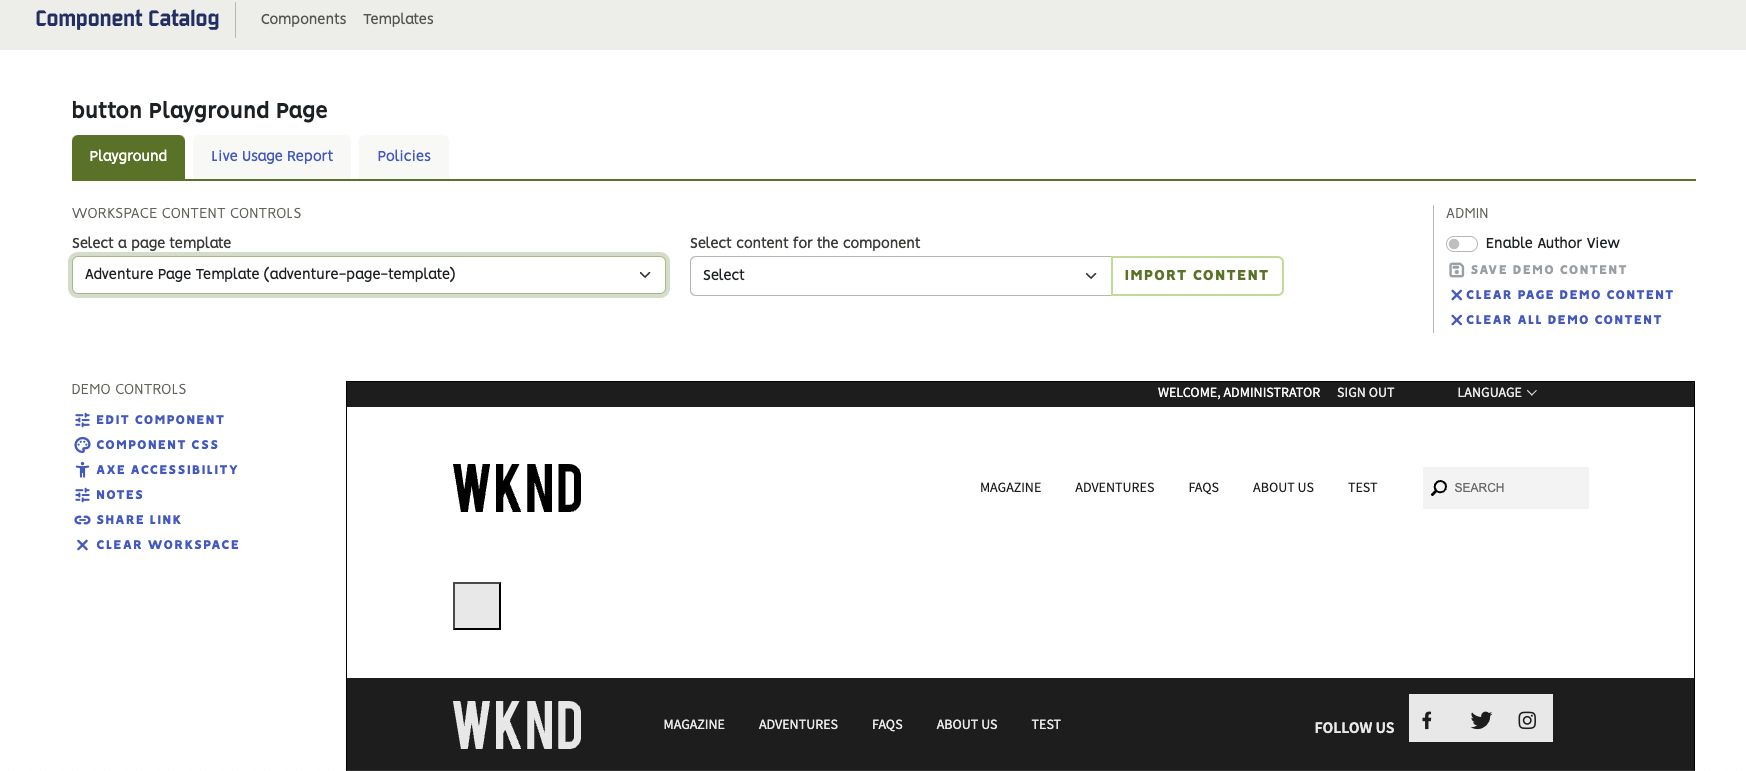 Component Catalog
Components Templates
button Playground Page
Playground Live Usage Report Policies
WORKSPACE CONTENT CONTROLS
Select a page template
Adventure Page Template (adventure-page-template)
Select content for the component
Select
IMPORT CONTENT
ADMIN
Enable Author View
SAVE DEMO CONTENT
CLEAR PAGE DEMO CONTENT
CLEAR ALL DEMO CONTENT
DEMO CONTROLS
EDIT COMPONENT
COMPONENT CSS
AXE ACCESSIBILITY
NOTES
SHARE LINK
CLEAR WORKSPACE
WELCOME, ADMINISTRATOR SIGN OUT LANGUAGE
WKND
MAGAZINE ADVENTURES FAQS ABOUT US TEST
SEARCH
WKND
MAGAZINE ADVENTURES FAQS ABOUT US TEST
FOLLOW US